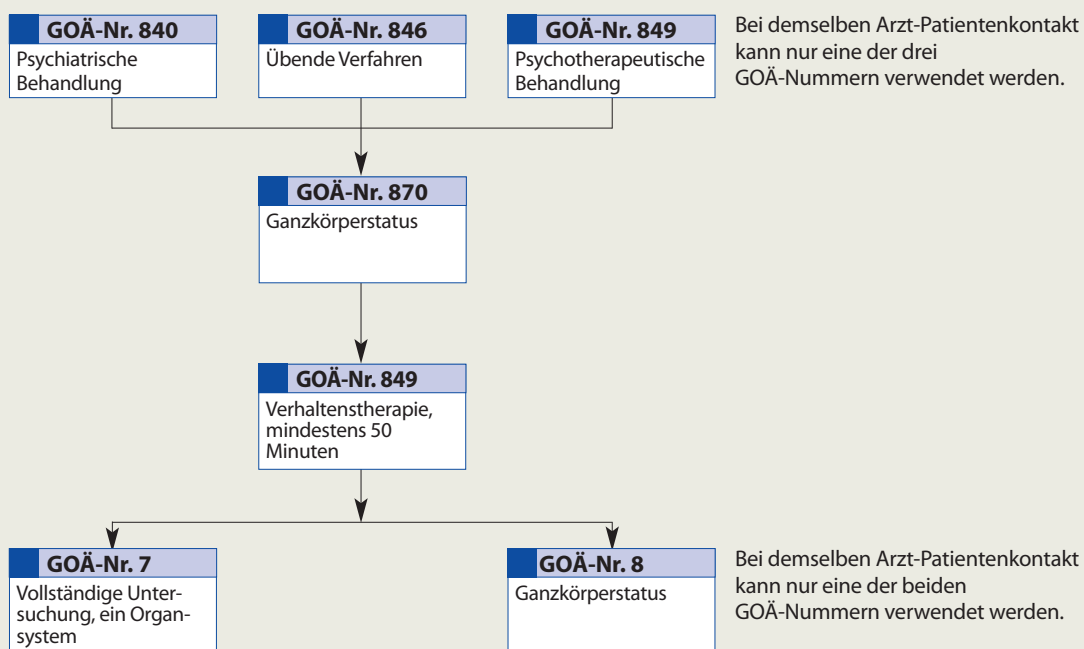 GOÄ-Nr. 840
Psychiatrische
Behandlung
GOÄ-Nr. 846
Übende Verfahren
GOÄ-Nr. 849
Psychotherapeutische
Behandlung
Bei demselben Arzt-Patientenkontakt
kann nur eine der drei
GOÄ-Nummern verwendet werden.
GOÄ-Nr. 870
Ganzkörperstatus
GOÄ-Nr. 849
Verhaltenstherapie,
mindestens 50
Minuten
GOÄ-Nr. 7
Vollständige Unter-
suchung, ein Organ-
system
GOÄ-Nr. 8
Ganzkörperstatus
Bei demselben Arzt-Patientenkontakt
kann nur eine der beiden
GOÄ-Nummern verwendet werden.